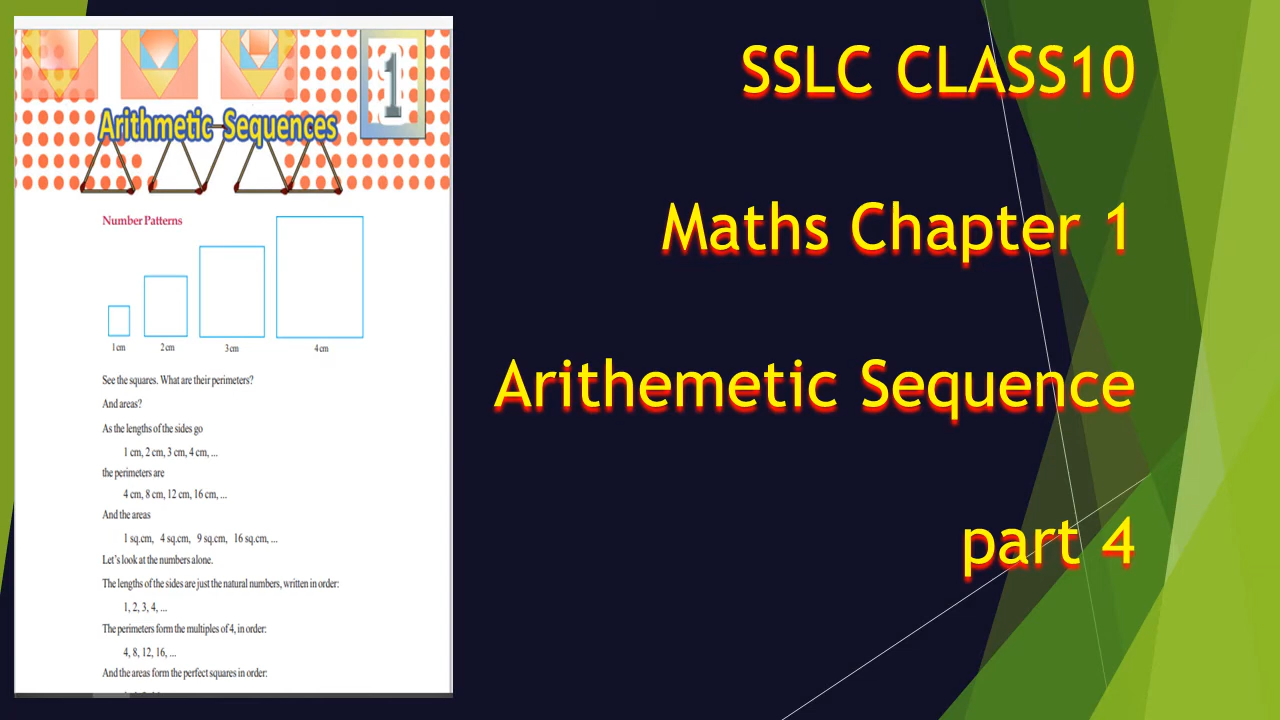 1
Arithmetic Sequences
Number Patterns
1 cm
2 cm
3 cm
4 cm
See the squares. What are their perimeters?
And areas?
As the lengths of the sides go
1 cm, 2 cm, 3 cm, 4 cm, ...
the perimeters are
4 cm, 8 cm, 12 cm, 16 cm, ...
And the areas
1 sq.cm, 4 sq.cm, 9 sq.cm, 16 sq.cm, ...
Let's look at the numbers alone.
The lengths of the sides are just the natural numbers, written in order:
1, 2, 3, 4, ...
The perimeters form the multiples of 4, in order:
4, 8, 12, 16, ...
And the areas form the perfect squares in order:
SSLC CLASS10
Maths Chapter 1
Arithemetic Sequence
part 4